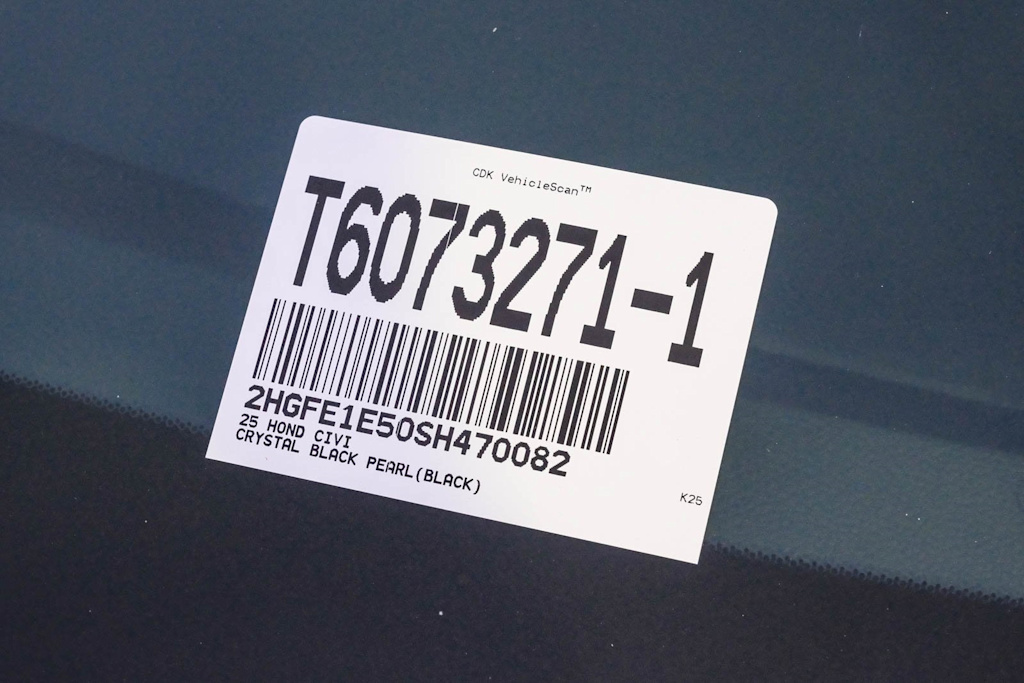 CDK VehicleScan™
T6073271-1
2HGFE1E50SH470082
25 HOND CIVI
CRYSTAL BLACK PEARL(BLACK)
K25